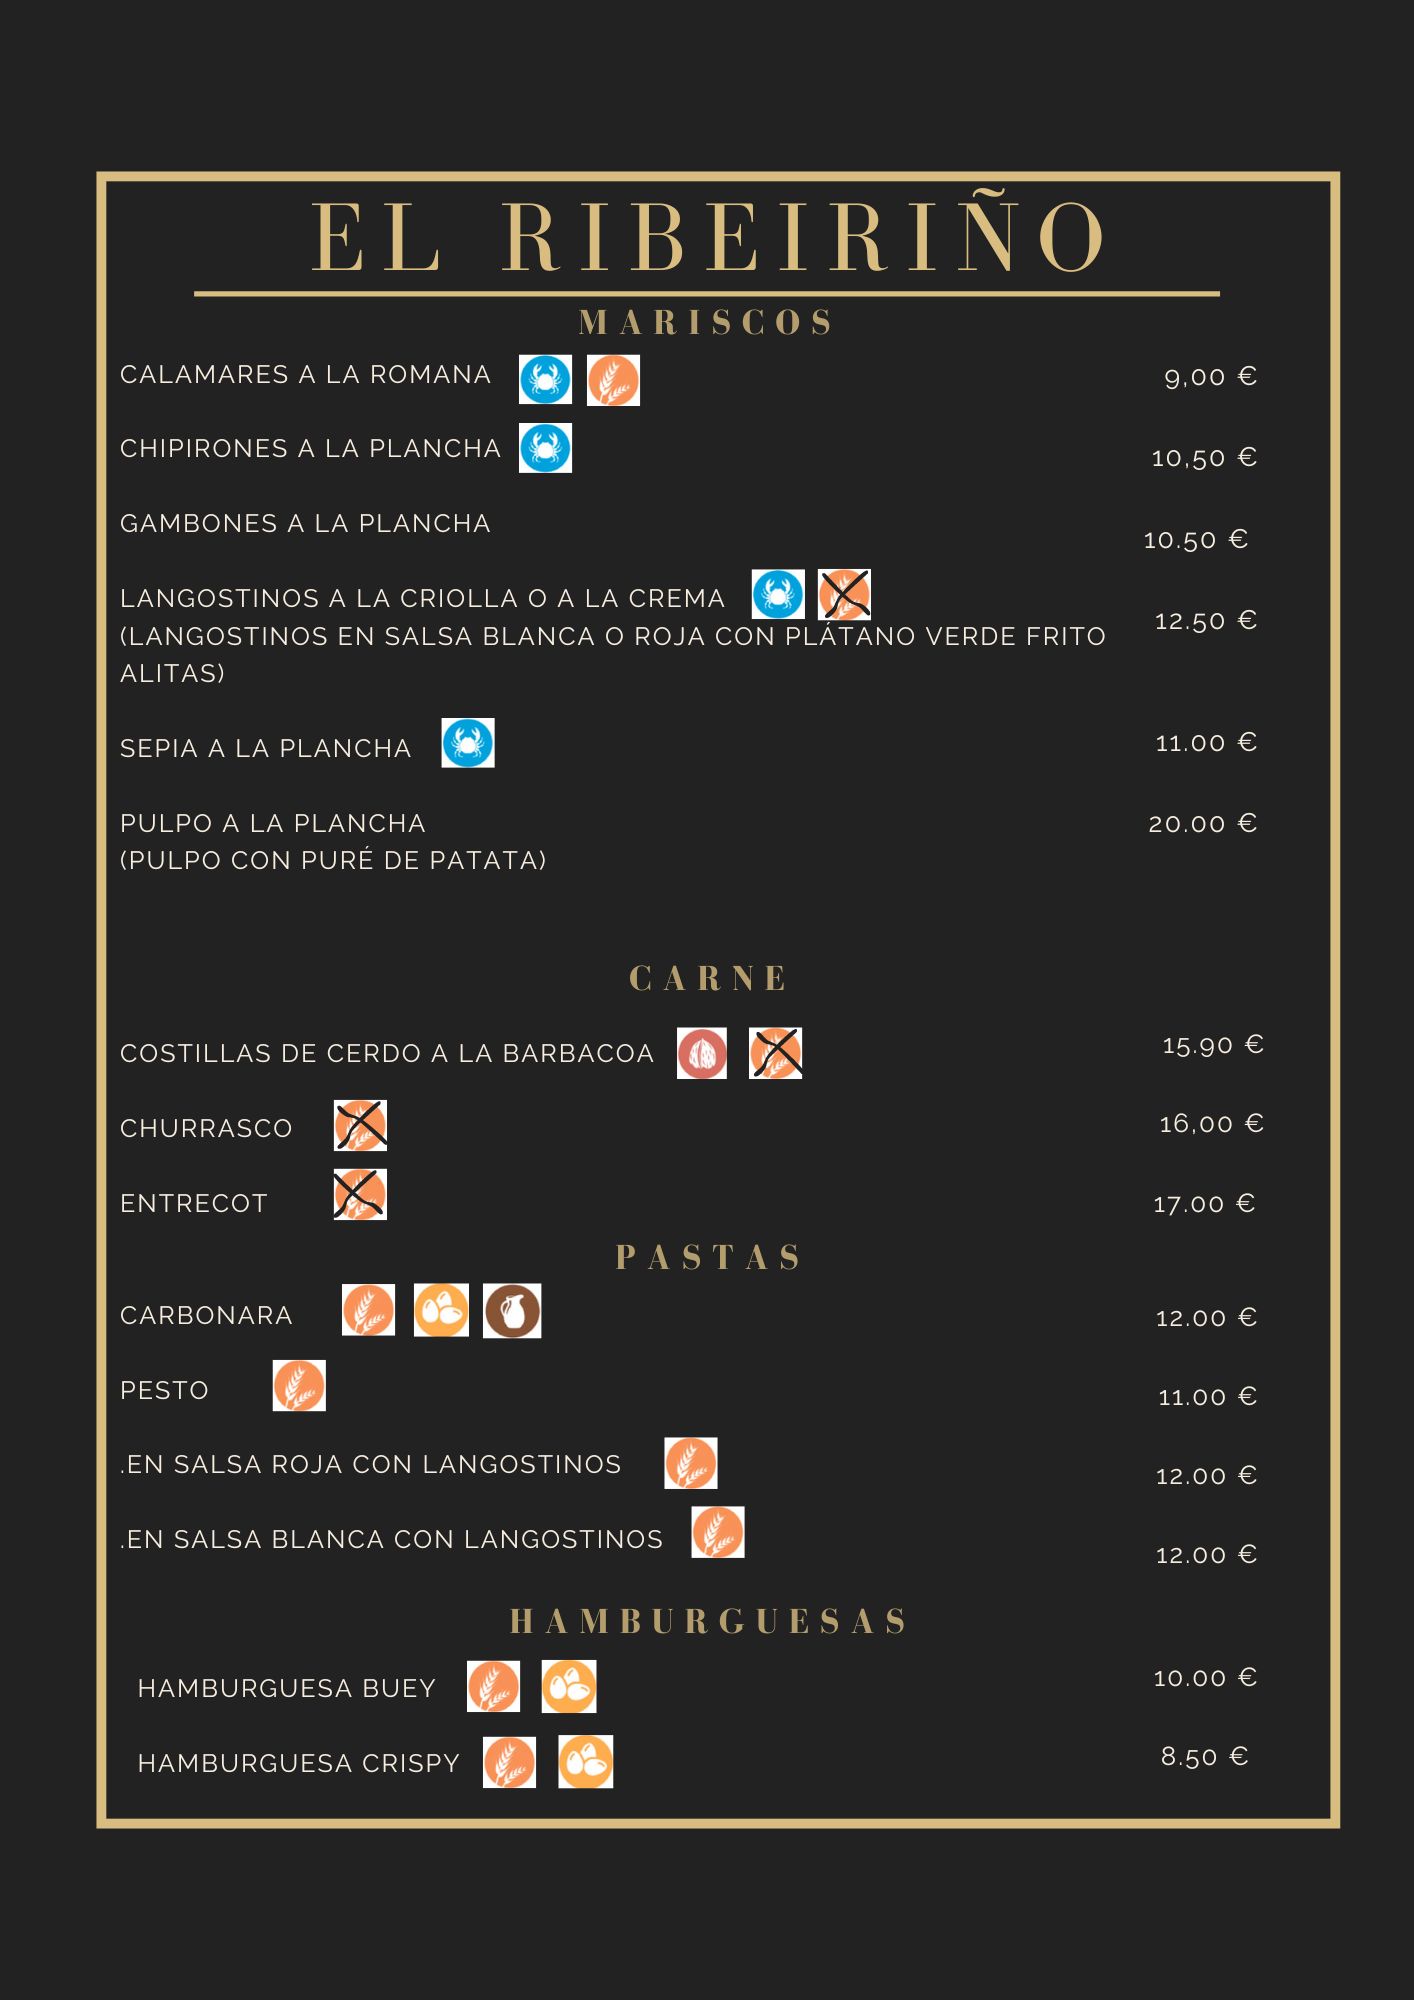 EL RIBEIRIÑO
MARISCOS
CALAMARES A LA ROMANA 9,00 €
CHIPIRONES A LA PLANCHA 10,50 €
GAMBONES A LA PLANCHA 10.50 €
LANGOSTINOS A LA CRIOLLA O A LA CREMA 12.50 €
(LANGOSTINOS EN SALSA BLANCA O ROJA CON PLÁTANO VERDE FRITO
ALITAS)
SEPIA A LA PLANCHA 11.00 €
PULPO A LA PLANCHA 20.00 €
(PULPO CON PURÉ DE PATATA)
CARNE
COSTILLAS DE CERDO A LA BARBACOA 15.90 €
CHURRASCO 16,00 €
ENTRECOT 17.00 €
PASTAS
CARBONARA 12.00 €
PESTO 11.00 €
.EN SALSA ROJA CON LANGOSTINOS 12.00 €
.EN SALSA BLANCA CON LANGOSTINOS 12.00 €
HAMBURGUESAS
HAMBURGUESA BUEY 10.00 €
HAMBURGUESA CRISPY 8.50 €